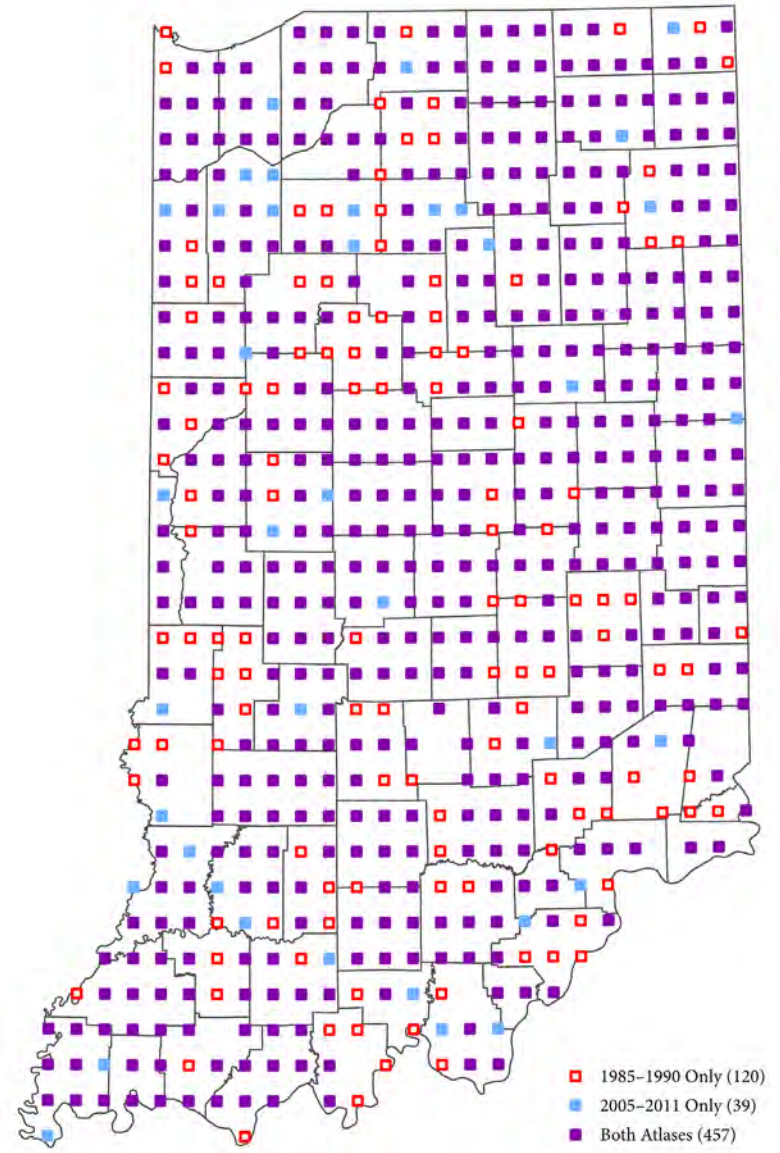 1985–1990 Only (120)
2005–2011 Only (39)
Both Atlases (457)